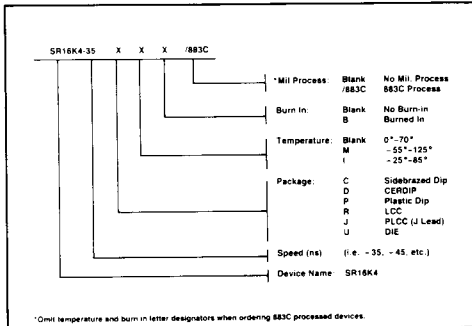 SR16K4-35 X X X /883C
*Mil Process: Blank No Mil. Process
/883C 883C Process
Burn In: Blank No Burn-in
B Burned In
Temperature: Blank 0°-70°
M -55°-125°
I -25°-85°
Package: C Sidebrazed Dip
D CERDIP
P Plastic Dip
R LCC
J PLCC (J Lead)
U DIE
Speed (ns) (i.e. -35, -45, etc.)
Device Name: SR16K4
*Omit temperature and burn in letter designators when ordering 883C processed devices.